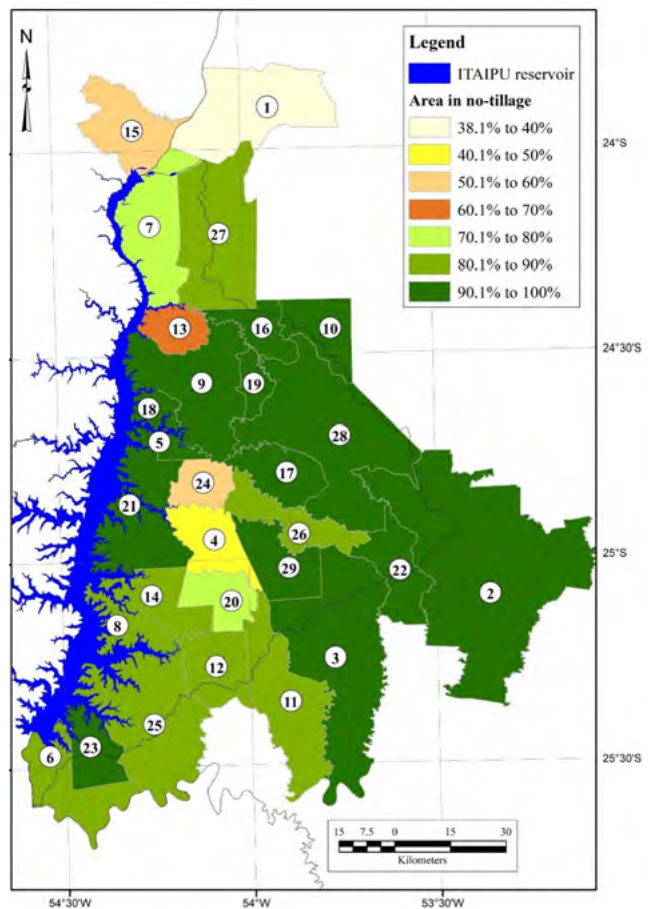 N
Legend
ITAIPU reservoir
Area in no-tillage
38.1% to 40%
40.1% to 50%
50.1% to 60%
60.1% to 70%
70.1% to 80%
80.1% to 90%
90.1% to 100%
1
15
24°S
7
27
13
16
10
24°30'S
9
19
18
5
28
17
24
21
26
4
25°S
29
22
2
14
20
8
12
3
11
25
23
6
25°30'S
15 7.5 0 15 30
Kilometers
54°30'W 54°W 53°30'W